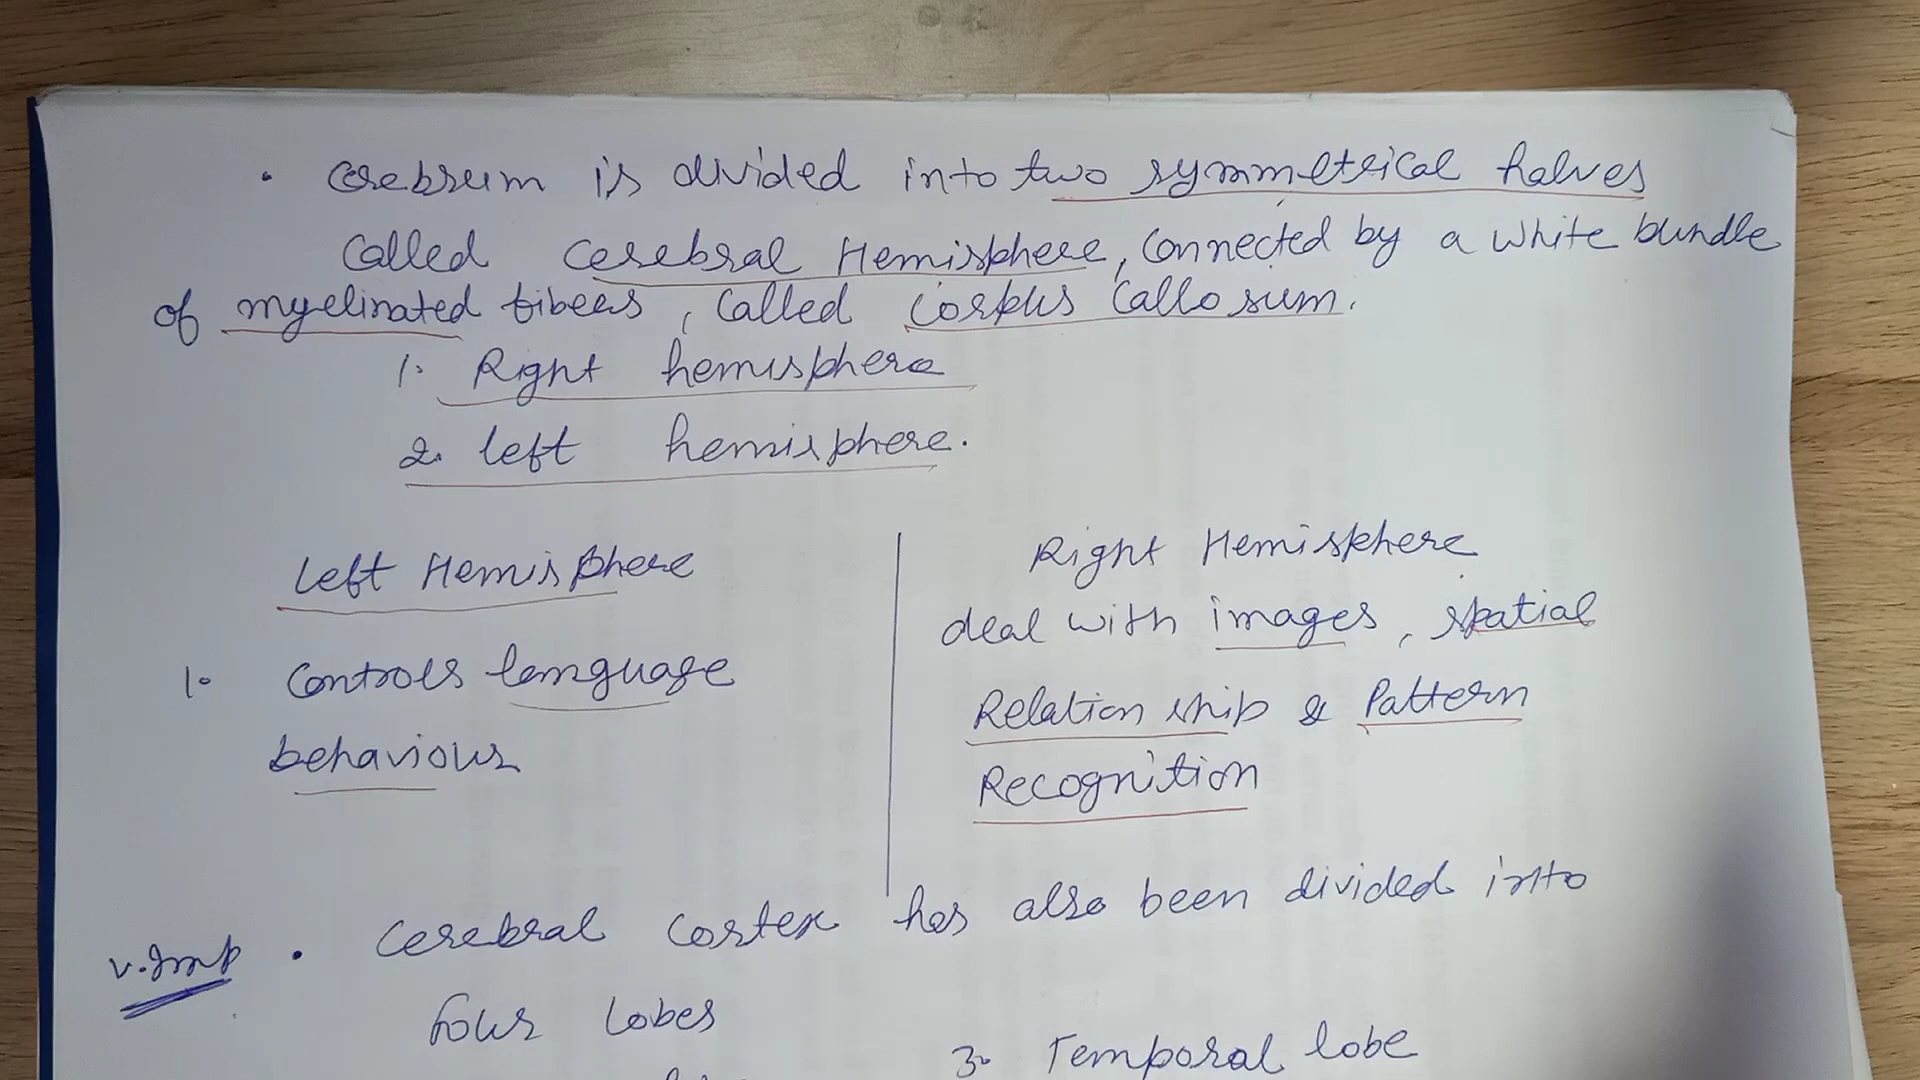 • Cerebrum is divided into two symmetrical halves
called cerebral Hemisphere, connected by a white bundle
of myelinated fibers, called Corpus Callosum.
1. Right hemisphere
2. left hemisphere.
Left Hemisphere
1. Controls language
behaviour
Right Hemisphere
deal with images, spatial
Relationship & Pattern
Recognition
v.Imp • Cerebral cortex has also been divided into
four lobes
3. Temporal lobe